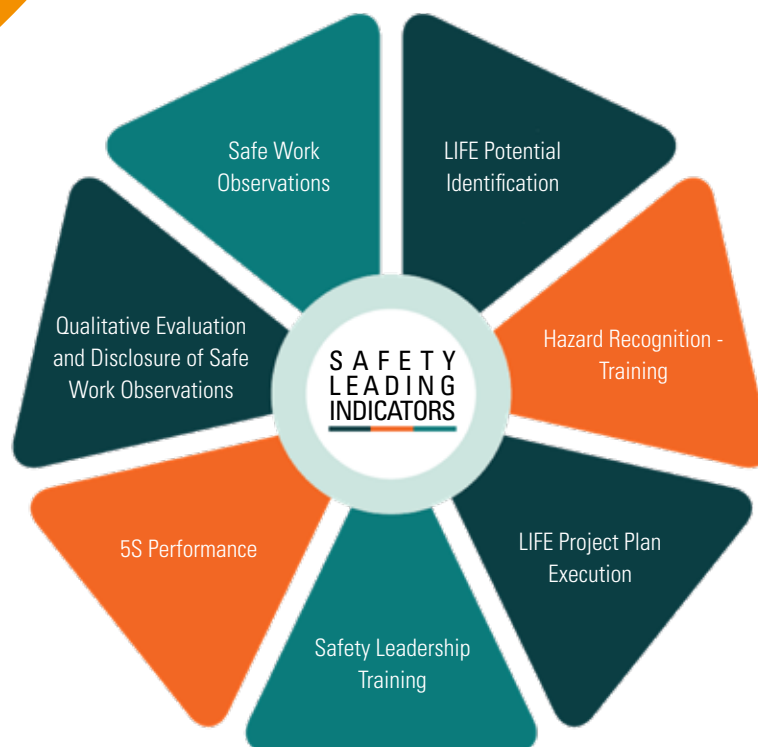 Safe Work
Observations
LIFE Potential
Identification
Hazard Recognition -
Training
LIFE Project Plan
Execution
Safety Leadership
Training
5S Performance
Qualitative Evaluation
and Disclosure of Safe
Work Observations
SAFETY
LEADING
INDICATORS